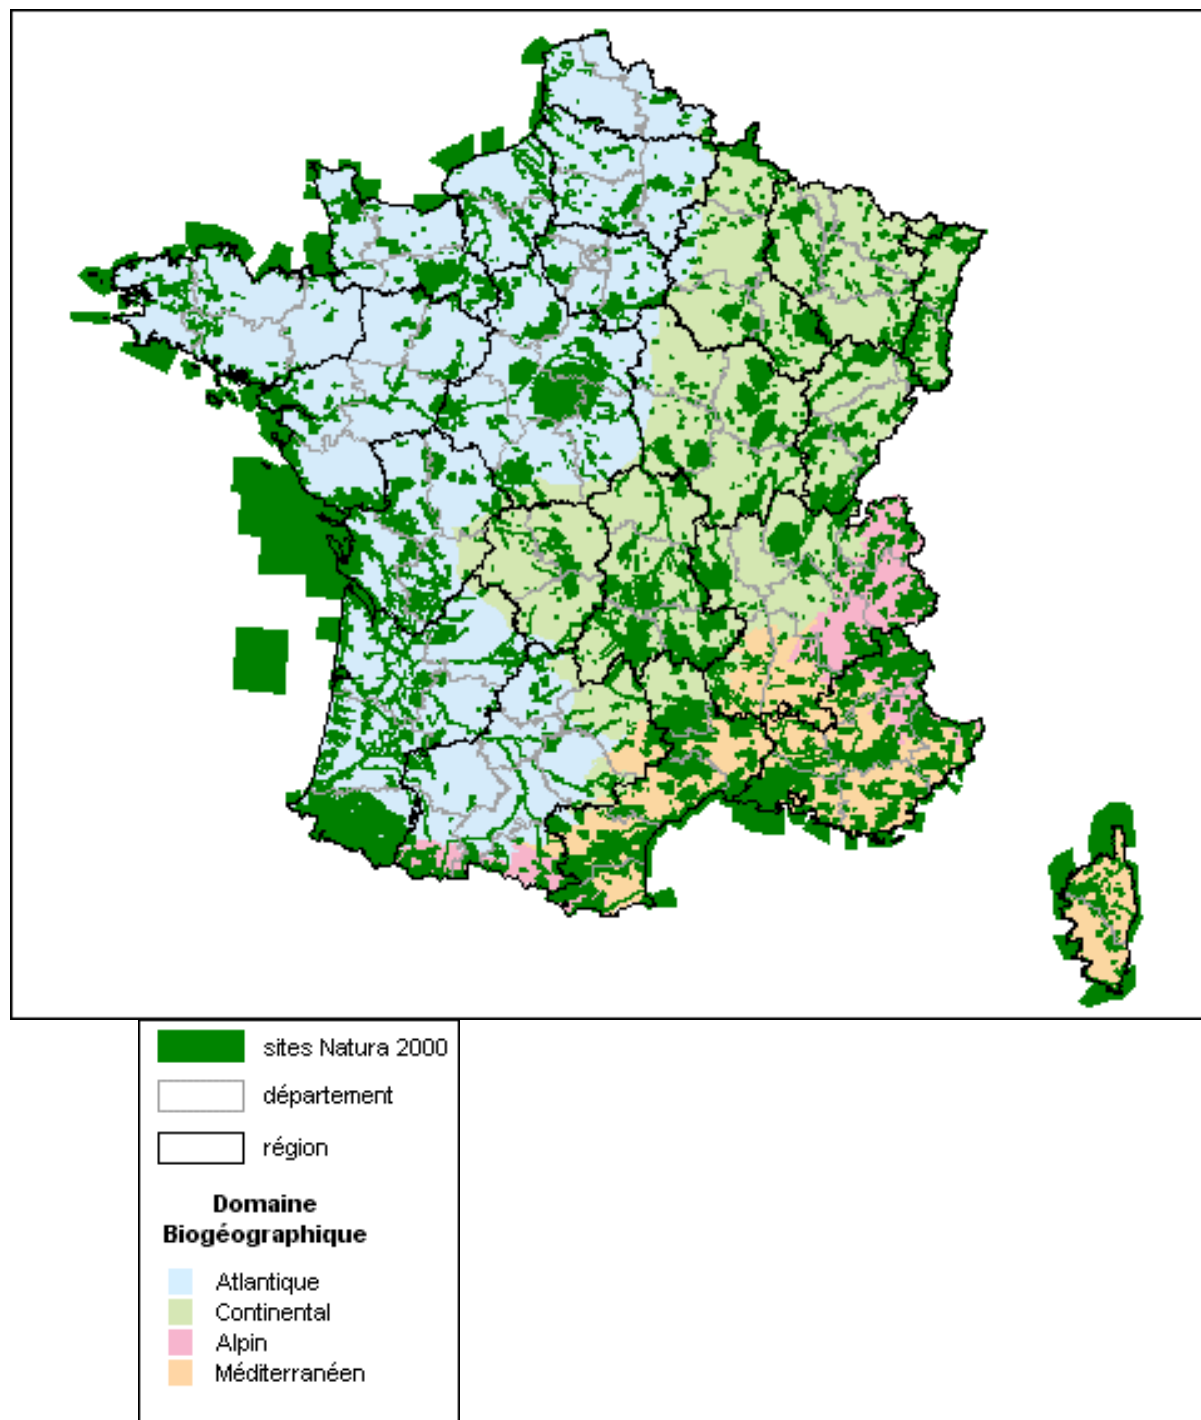 sites Natura 2000
département
région
Domaine
Biogéographique
Atlantique
Continental
Alpin
Méditerranéen